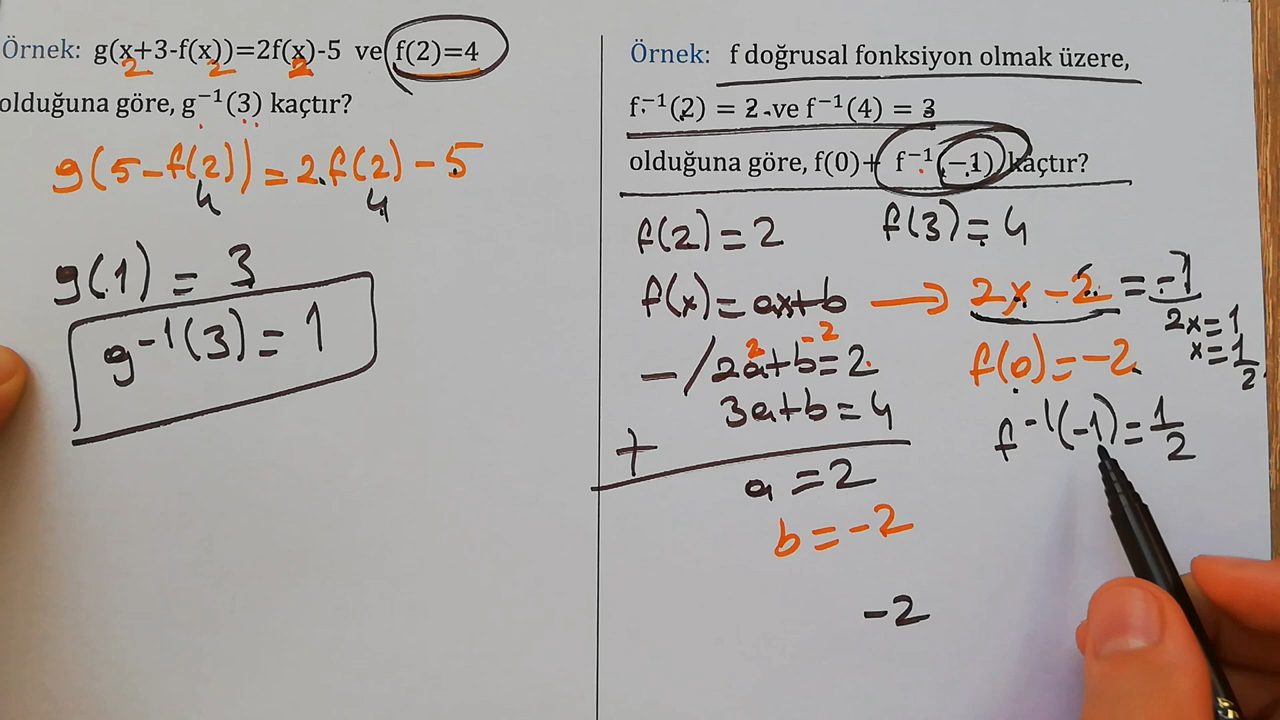 Örnek: g(x+3-f(x))=2f(x)-5 ve f(2)=4
2 2 2
olduğuna göre, g⁻¹(3) kaçtır?
g(5-f(2))=2.f(2)-5
4 4
g(1) = 3
g⁻¹(3) = 1
Örnek: f doğrusal fonksiyon olmak üzere,
f⁻¹(2) = 2 ve f⁻¹(4) = 3
olduğuna göre, f(0)+ f⁻¹(-1) kaçtır?
f(2)=2 f(3)=4
f(x)=ax+b → 2x-2=-1
2x=1
x=1/2
2 -2
-/2a+b=2
3a+b=4
+
a=2
b=-2
f(0)=-2
f⁻¹(-1)=1/2
-2